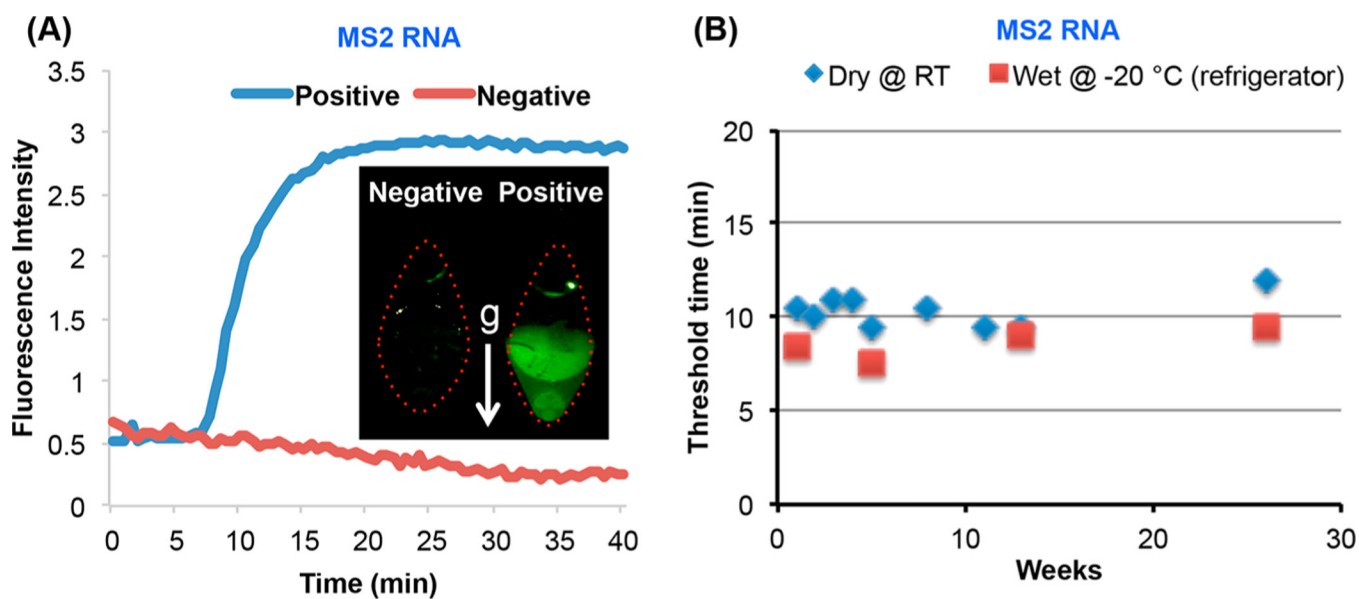 (A)
MS2 RNA
Positive Negative
Fluorescence Intensity
3.5
3
2.5
2
1.5
1
0.5
0
Negative Positive
g
0 5 10 15 20 25 30 35 40
Time (min)
(B)
MS2 RNA
Dry @ RT Wet @ -20 °C (refrigerator)
Threshold time (min)
20
15
10
5
0
0 10 20 30
Weeks